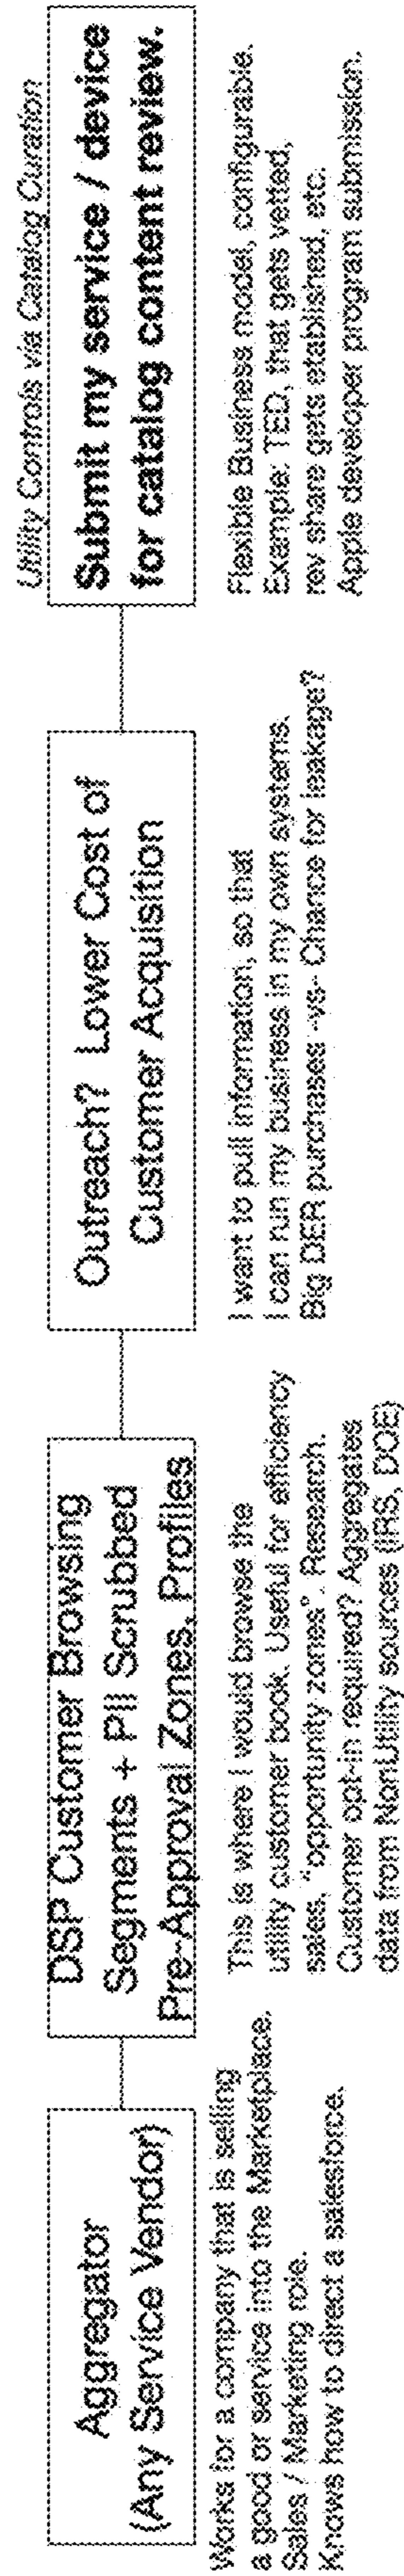 Aggregator
(Any Service Vendor)
Works for a company that is selling
a good or service into the Marketplace.
Sales / Marketing role.
Knows how to direct a salesforce.
DSP Customer Browsing
Segments + PII Scrubbed
Pre-Approval Zones, Profiles
This is where I would browse the
utility customer book. Useful for efficiency
sales, "opportunity zones". Research.
Customer opt-in required? Aggregates
data from NonUtility sources (IRS, DOE)
Outreach? Lower Cost of
Customer Acquisition
I want to pull information, so that
I can run my business in my own systems.
Big DER purchases -vs- Chance for leakage?
Utility Controls via Catalog Curation
Submit my service / device
for catalog content review.
Flexible Business model, configurable.
Example: TED, that gets vetted,
rev share gets etablished, etc.
Apple developer program submission.